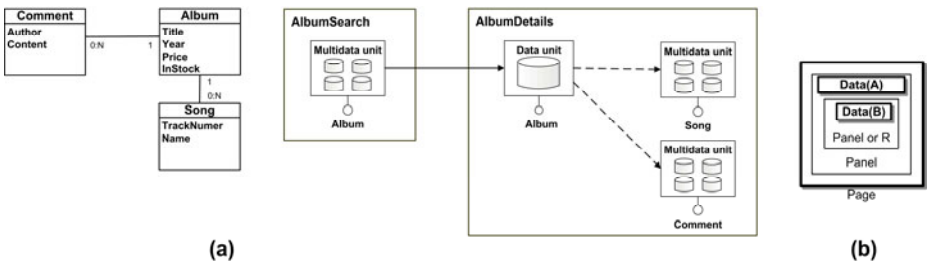 Comment
Author
Content
0:N
1
Album
Title
Year
Price
InStock
1
0:N
Song
TrackNumer
Name
AlbumSearch
Multidata unit
Album
AlbumDetails
Data unit
Album
Multidata unit
Song
Multidata unit
Comment
(a)
Data(A)
Data(B)
Panel or R
Panel
Page
(b)